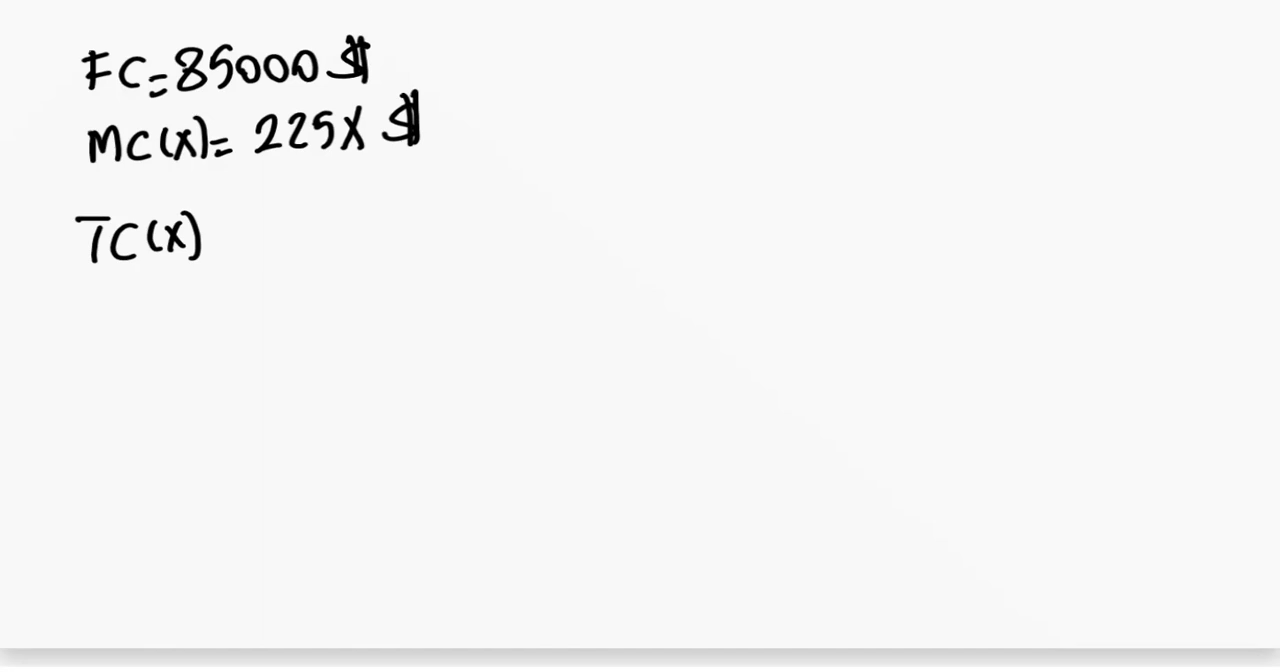 FC=85000 $
MC(X)= 225X $
TC(X)